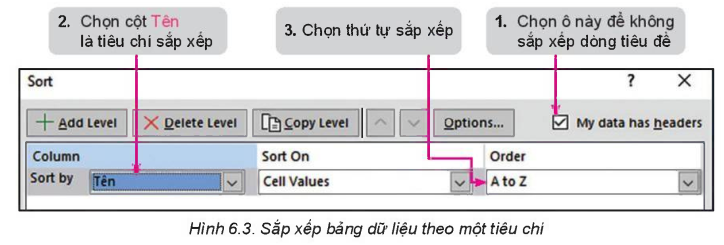 2. Chọn cột Tên
là tiêu chí sắp xếp
3. Chọn thứ tự sắp xếp
1. Chọn ô này để không
sắp xếp dòng tiêu đề
Sort ? ×
Add Level Delete Level Copy Level Options... My data has headers
Column Sort On Order
Sort by Tên Cell Values A to Z
Hình 6.3. Sắp xếp bảng dữ liệu theo một tiêu chí